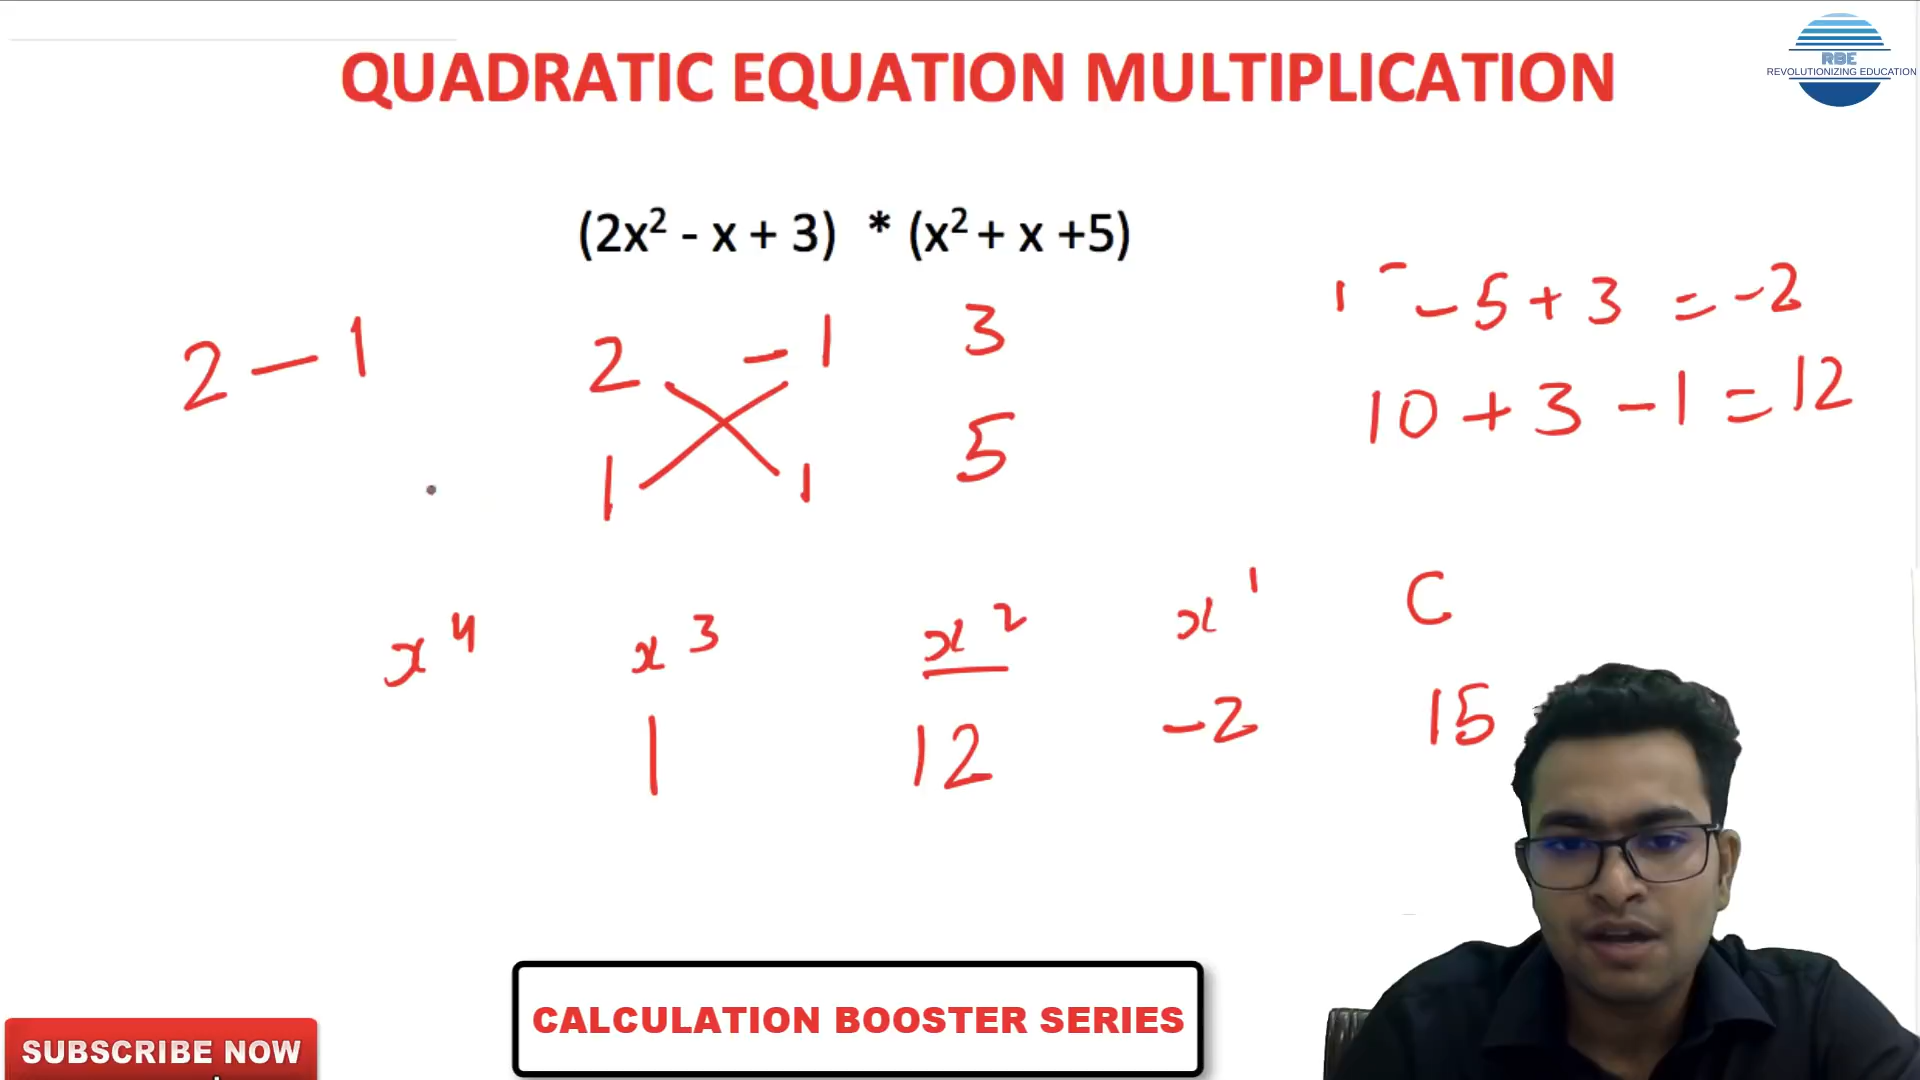 RBE
REVOLUTIONIZING EDUCATION
QUADRATIC EQUATION MULTIPLICATION
(2x² - x + 3) * (x² + x +5)
- 5 + 3 = -2
2 - 1
2 -1 3
10 + 3 - 1 = 12
1 1 5
x⁴ x³ x² x¹ C
1 12 -2 15
CALCULATION BOOSTER SERIES
SUBSCRIBE NOW